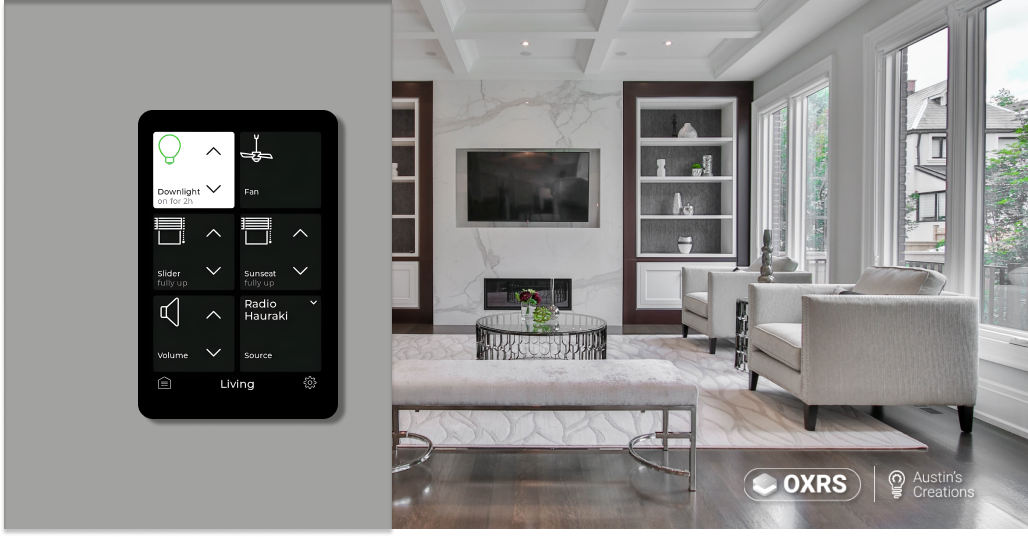 Downlight
on for 2h
Fan
Slider
fully up
Sunseat
fully up
Volume
Radio
Hauraki
Source
Living
OXRS
Austin's
Creations